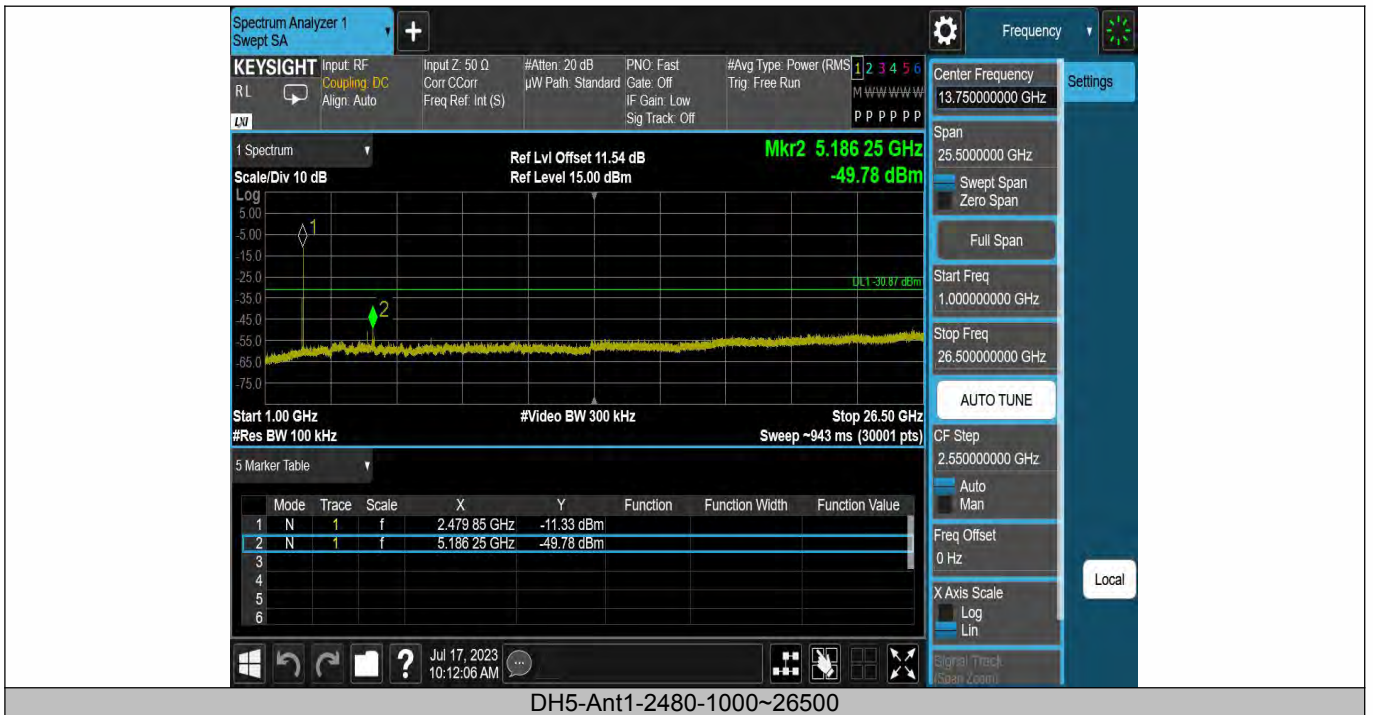 Spectrum Analyzer 1
Swept SA
+
Frequency
KEYSIGHT
RL
LXI
Input: RF
Coupling: DC
Align: Auto
Input Z: 50 Ω
Corr CCorr
Freq Ref: Int (S)
#Atten: 20 dB
µW Path: Standard
PNO: Fast
Gate: Off
IF Gain: Low
Sig Track: Off
#Avg Type: Power (RMS
Trig: Free Run
1 2 3 4 5 6
M W W W W W
P P P P P P
1 Spectrum
Scale/Div 10 dB
Ref Lvl Offset 11.54 dB
Ref Level 15.00 dBm
Mkr2 5.186 25 GHz
-49.78 dBm
Log
5.00
-5.00
-15.0
-25.0
-35.0
-45.0
-55.0
-65.0
-75.0
1
2
DL1 -30.87 dBm
Start 1.00 GHz
#Video BW 300 kHz
Stop 26.50 GHz
#Res BW 100 kHz
Sweep ~943 ms (30001 pts)
5 Marker Table
Mode Trace Scale X Y Function Function Width Function Value
1 N 1 f 2.479 85 GHz -11.33 dBm
2 N 1 f 5.186 25 GHz -49.78 dBm
3
4
5
6
Center Frequency
13.750000000 GHz
Settings
Span
25.5000000 GHz
Swept Span
Zero Span
Full Span
Start Freq
1.000000000 GHz
Stop Freq
26.500000000 GHz
AUTO TUNE
CF Step
2.550000000 GHz
Auto
Man
Freq Offset
0 Hz
X Axis Scale
Log
Lin
Local
Signal Track
(Span Zoom)
?
Jul 17, 2023
10:12:06 AM
DH5-Ant1-2480-1000~26500